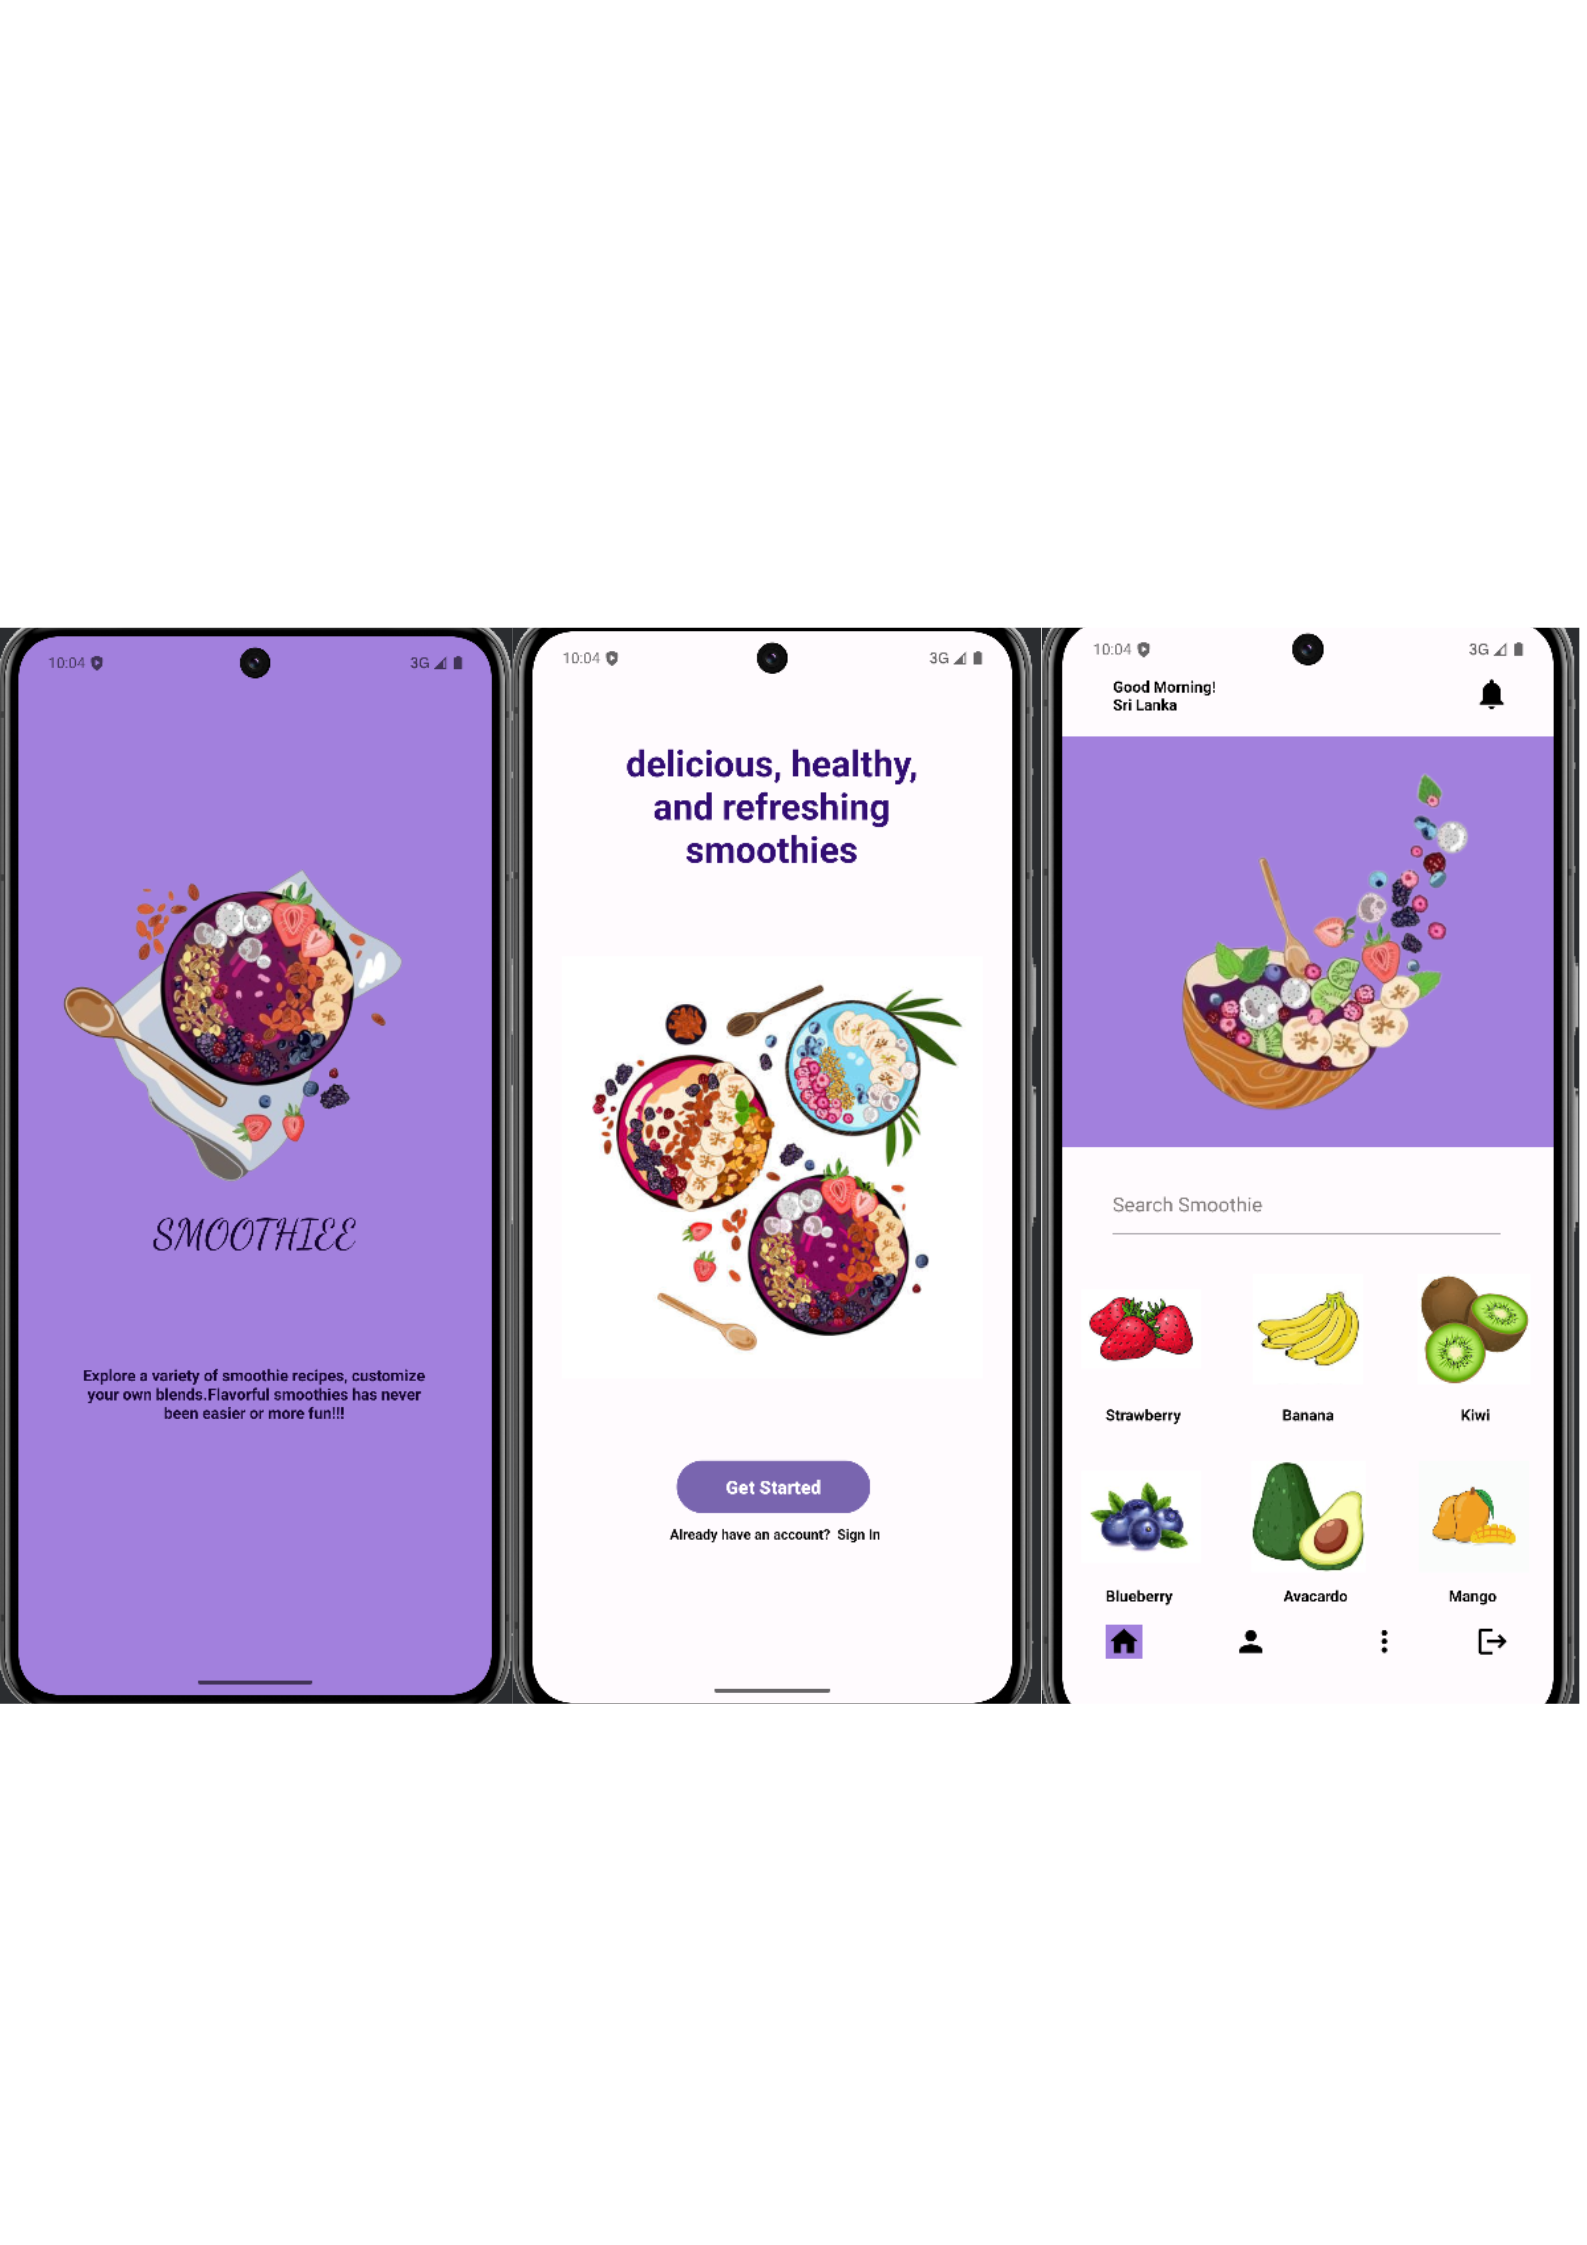 10:04
3G
SMOOTHIEE
Explore a variety of smoothie recipes, customize
your own blends.Flavorful smoothies has never
been easier or more fun!!!
10:04
3G
delicious, healthy,
and refreshing
smoothies
Get Started
Already have an account? Sign In
10:04
3G
Good Morning!
Sri Lanka
Search Smoothie
Strawberry
Banana
Kiwi
Blueberry
Avacardo
Mango